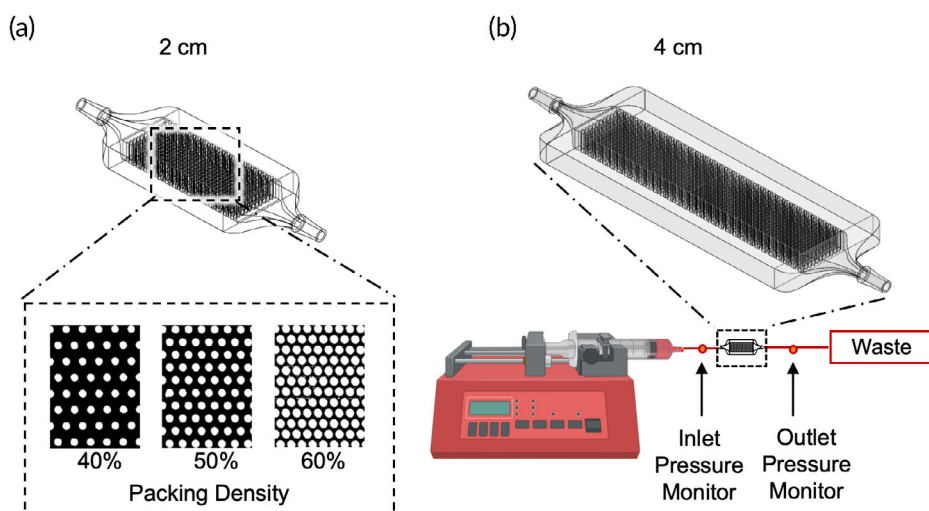 (a)
2 cm
40%
50%
60%
Packing Density
(b)
4 cm
Waste
Inlet
Pressure
Monitor
Outlet
Pressure
Monitor